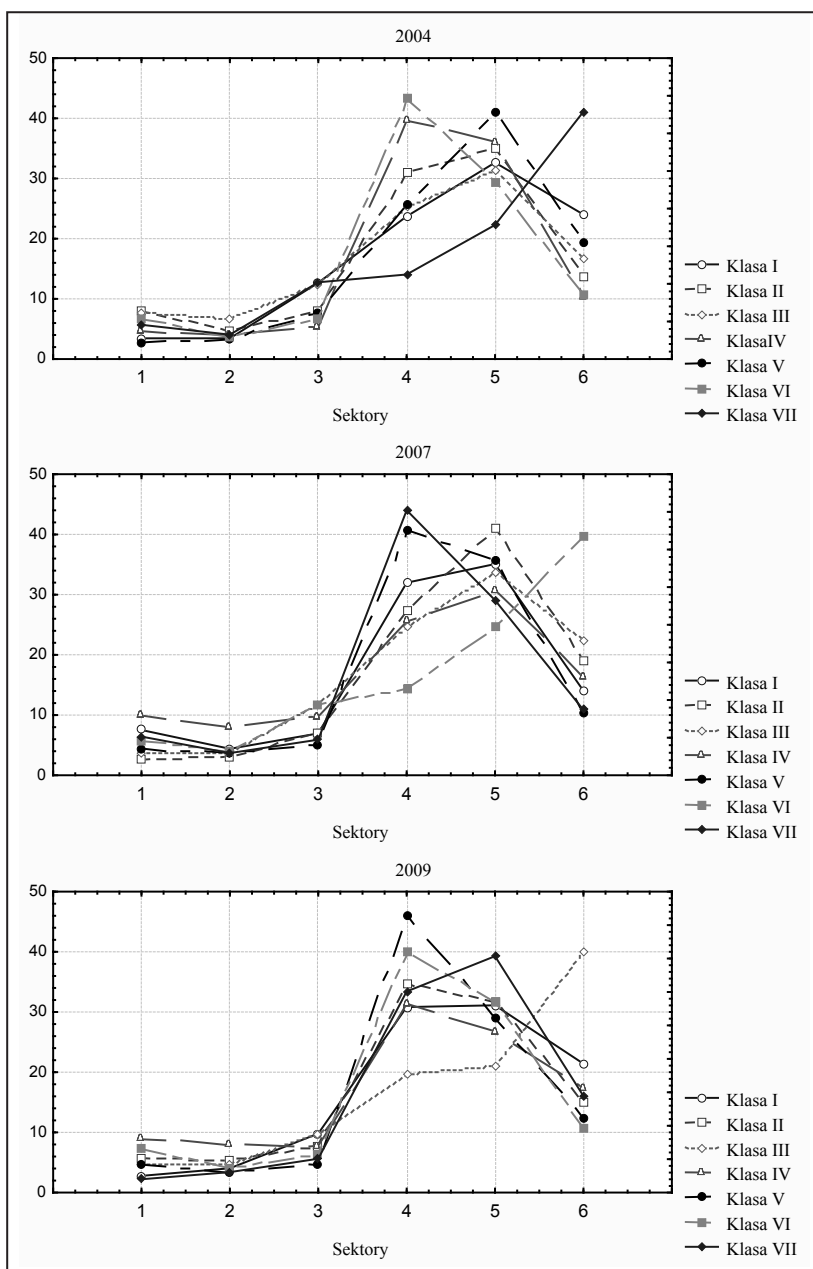 2004
50
40
30
20
10
0
1 2 3 4 5 6
Sektory
Klasa I
Klasa II
Klasa III
KlasaIV
Klasa V
Klasa VI
Klasa VII
2007
50
40
30
20
10
0
1 2 3 4 5 6
Sektory
Klasa I
Klasa II
Klasa III
Klasa IV
Klasa V
Klasa VI
Klasa VII
2009
50
40
30
20
10
0
1 2 3 4 5 6
Sektory
Klasa I
Klasa II
Klasa III
Klasa IV
Klasa V
Klasa VI
Klasa VII